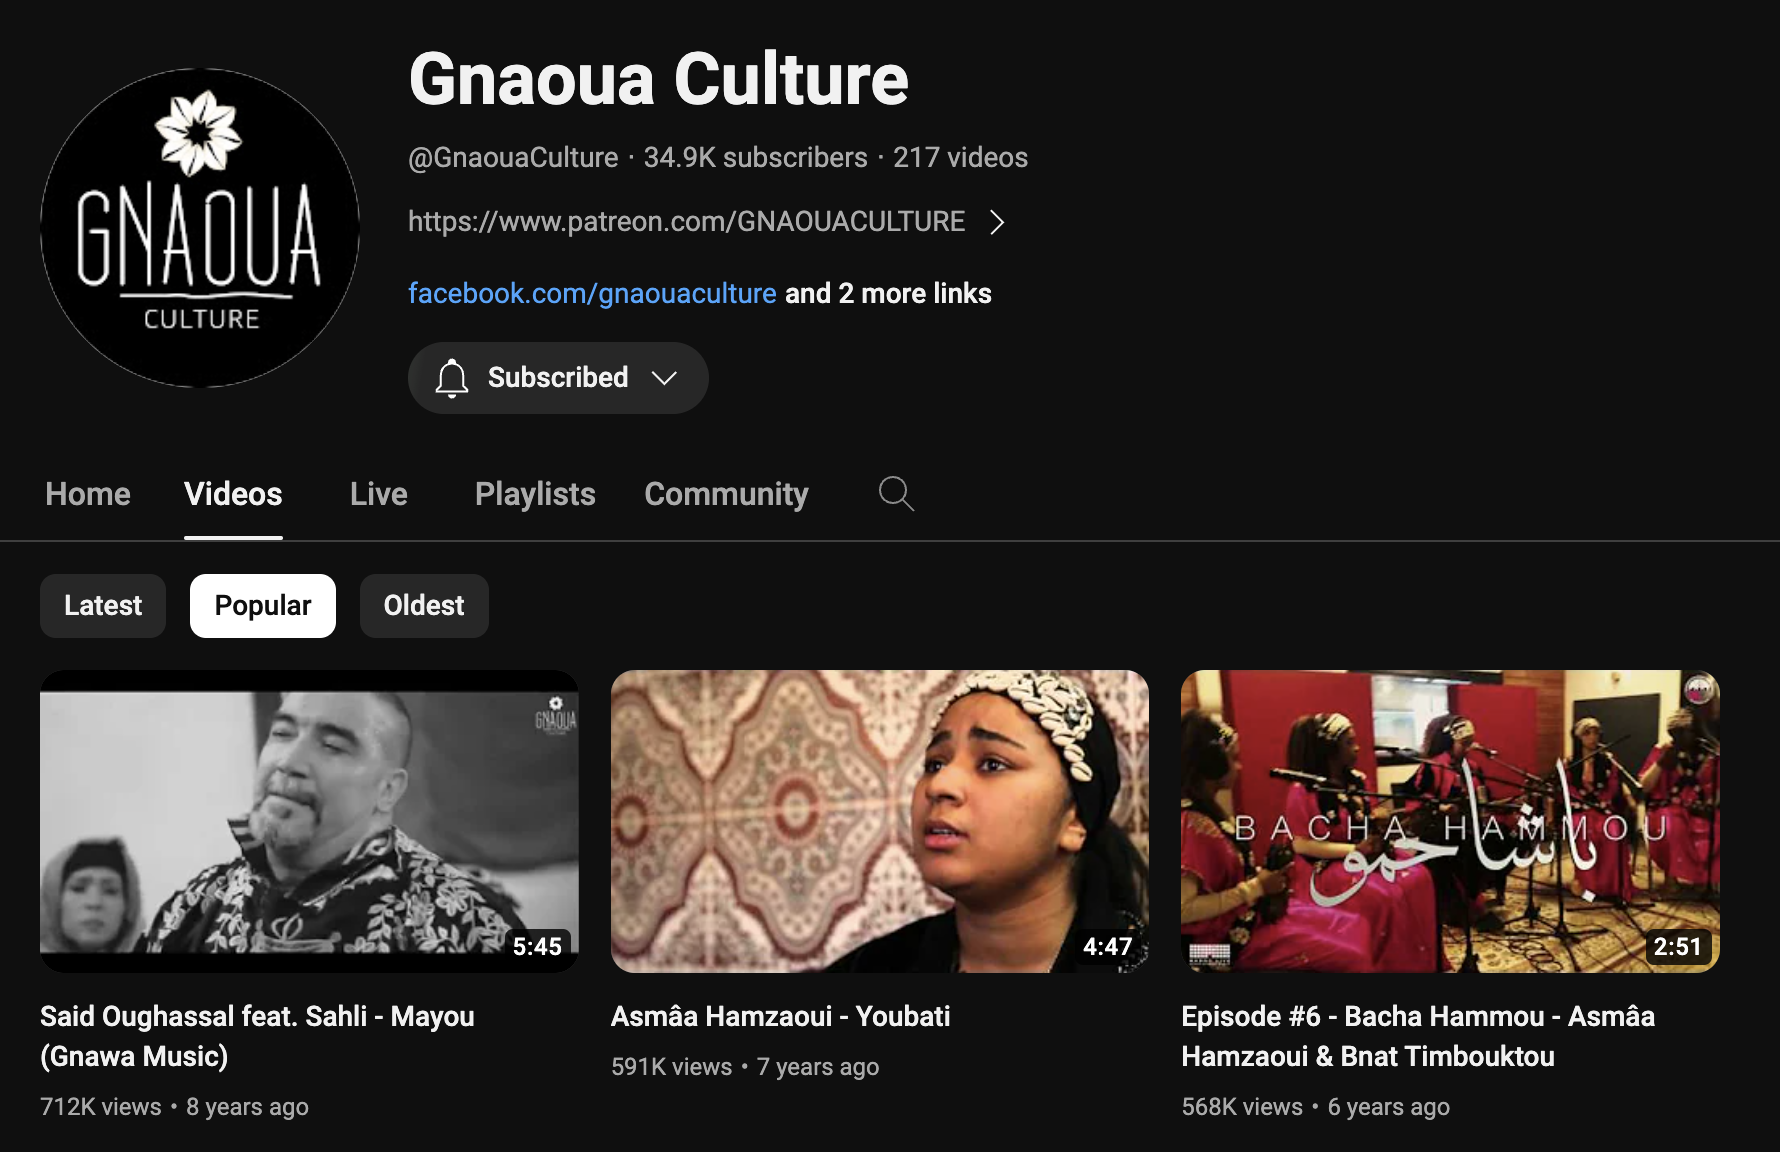 GNAOUA
CULTURE
Gnaoua Culture
@GnaouaCulture · 34.9K subscribers · 217 videos
https://www.patreon.com/GNAOUACULTURE
facebook.com/gnaouaculture and 2 more links
Subscribed
Home Videos Live Playlists Community
Latest Popular Oldest
GNAOUA
5:45
4:47
BACHA HAMMOU
باشا حمو
2:51
Said Oughassal feat. Sahli - Mayou
(Gnawa Music)
712K views • 8 years ago
Asmâa Hamzaoui - Youbati
591K views • 7 years ago
Episode #6 - Bacha Hammou - Asmâa
Hamzaoui & Bnat Timbouktou
568K views • 6 years ago